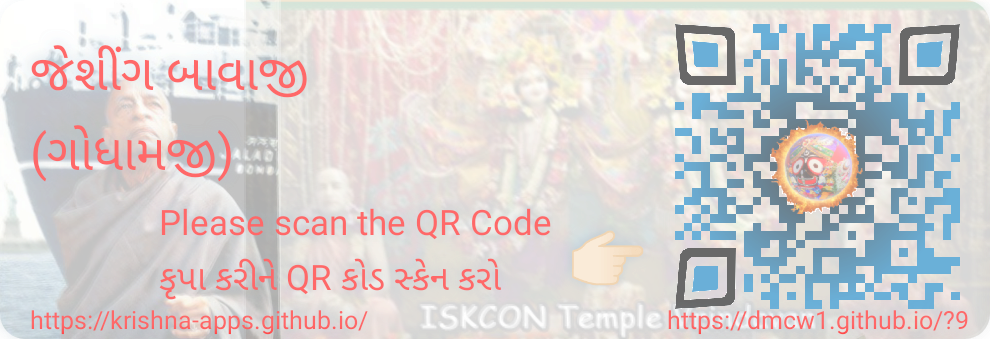 જેશીંગ બાવાજી
(ગોધામજી)
Please scan the QR Code
કૃપા કરીને QR કોડ સ્કેન કરો
https://krishna-apps.github.io/
ISKCON Temple
https://dmcw1.github.io/?9